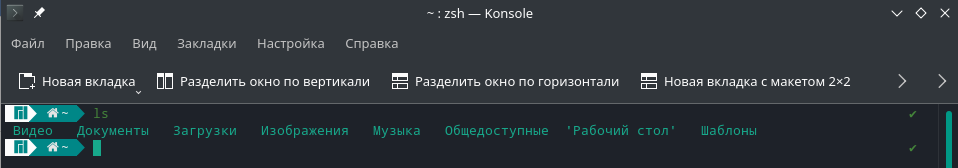 ~ : zsh — Konsole
Файл Правка Вид Закладки Настройка Справка
Новая вкладка Разделить окно по вертикали Разделить окно по горизонтали Новая вкладка с макетом 2×2
~ ls ✔
Видео Документы Загрузки Изображения Музыка Общедоступные 'Рабочий стол' Шаблоны
~ ✔